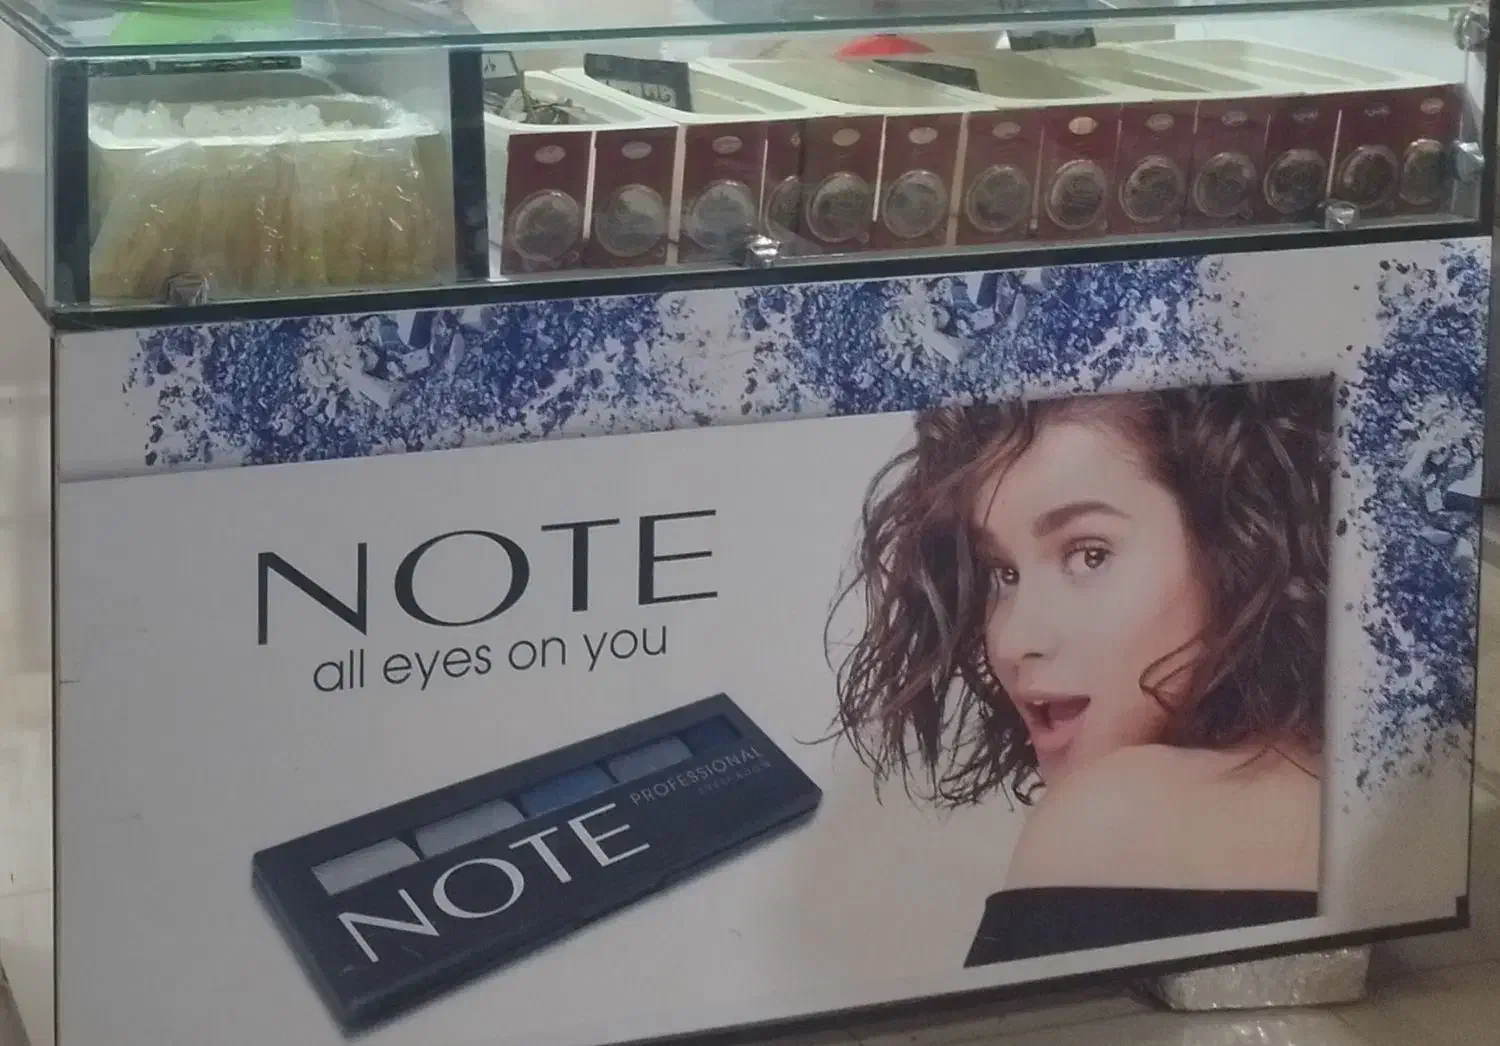 NOTE
all eyes on you
PROFESSIONAL
NOTE